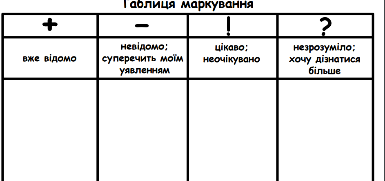 Таблиця маркування
+ – ! ?
вже відомо
невідомо;
суперечить моїм
уявленням
цікаво;
неочікувано
незрозуміло;
хочу дізнатися
більше